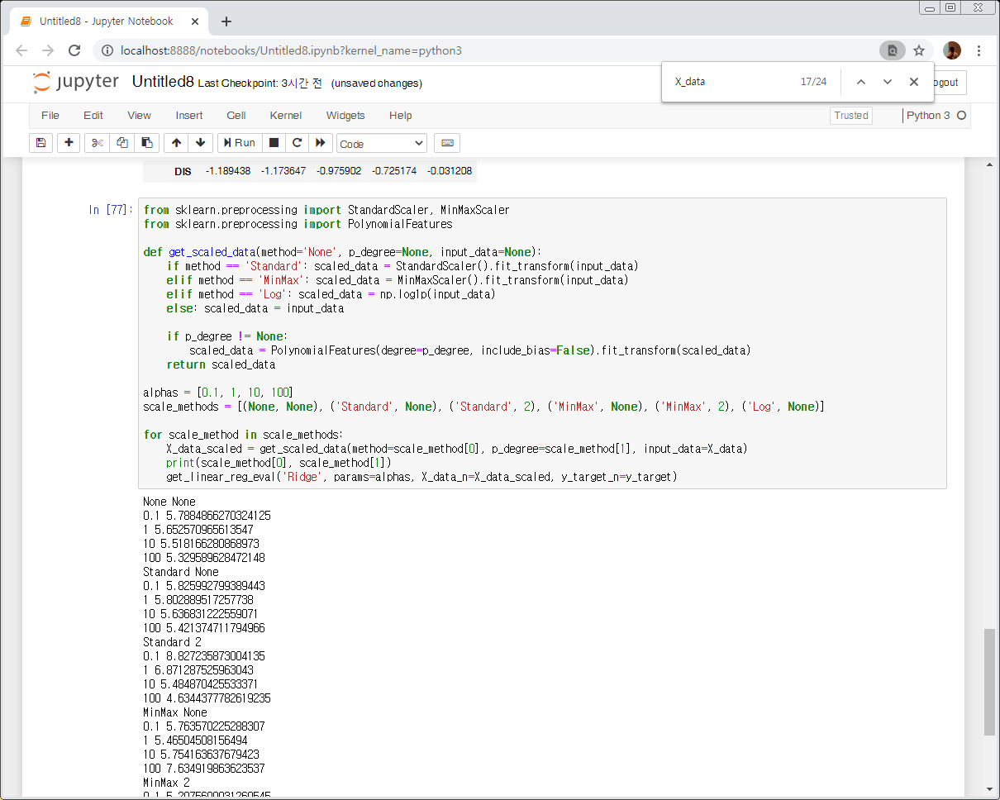 Untitled8 - Jupyter Notebook
localhost:8888/notebooks/Untitled8.ipynb?kernel_name=python3
X_data 17/24
jupyter Untitled8 Last Checkpoint: 3시간 전 (unsaved changes)
ogout
File Edit View Insert Cell Kernel Widgets Help Trusted Python 3
Run Code
DIS -1.189438 -1.173647 -0.975902 -0.725174 -0.031208
In [77]:
from sklearn.preprocessing import StandardScaler, MinMaxScaler
from sklearn.preprocessing import PolynomialFeatures
def get_scaled_data(method='None', p_degree=None, input_data=None):
if method == 'Standard': scaled_data = StandardScaler().fit_transform(input_data)
elif method == 'MinMax': scaled_data = MinMaxScaler().fit_transform(input_data)
elif method == 'Log': scaled_data = np.log1p(input_data)
else: scaled_data = input_data
if p_degree != None:
scaled_data = PolynomialFeatures(degree=p_degree, include_bias=False).fit_transform(scaled_data)
return scaled_data
alphas = [0.1, 1, 10, 100]
scale_methods = [(None, None), ('Standard', None), ('Standard', 2), ('MinMax', None), ('MinMax', 2), ('Log', None)]
for scale_method in scale_methods:
X_data_scaled = get_scaled_data(method=scale_method[0], p_degree=scale_method[1], input_data=X_data)
print(scale_method[0], scale_method[1])
get_linear_reg_eval('Ridge', params=alphas, X_data_n=X_data_scaled, y_target_n=y_target)
None None
0.1 5.7884866270324125
1 5.652570965613547
10 5.518166280868973
100 5.329589628472148
Standard None
0.1 5.825992799389443
1 5.802889517257738
10 5.636831222559071
100 5.421374711794966
Standard 2
0.1 8.827235873004135
1 6.871287525963043
10 5.484870425533371
100 4.6344377782619235
MinMax None
0.1 5.763570225288307
1 5.46504508156494
10 5.754163637679423
100 7.634919863623537
MinMax 2
0.1 5.2075600031260545